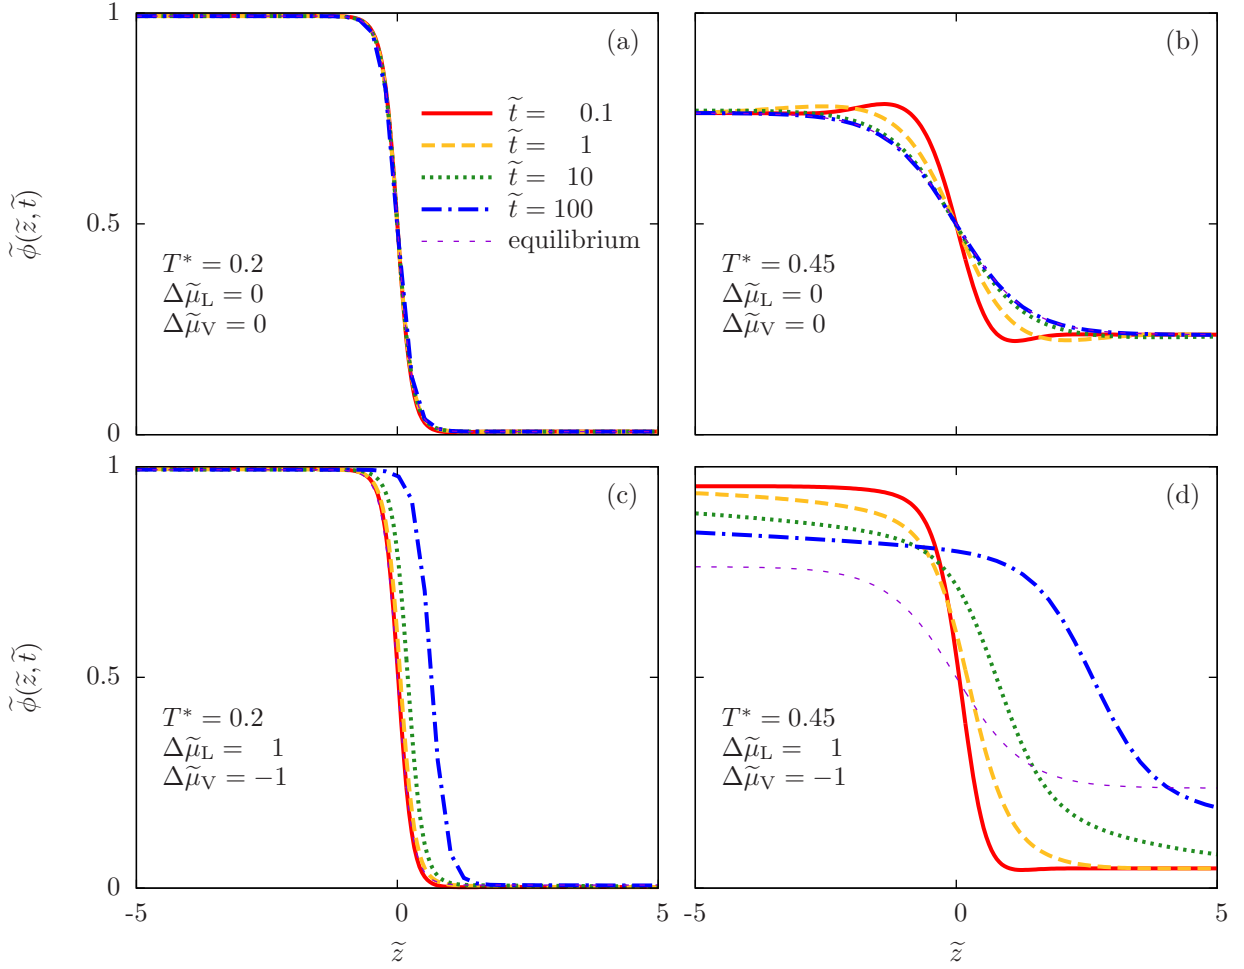 1
(a)
(b)
t̃ = 0.1
t̃ = 1
t̃ = 10
t̃ = 100
equilibrium
0.5
ϕ̃(z̃, t̃)
T* = 0.2
Δμ̃L = 0
Δμ̃V = 0
T* = 0.45
Δμ̃L = 0
Δμ̃V = 0
0
1
(c)
(d)
0.5
ϕ̃(z̃, t̃)
T* = 0.2
Δμ̃L = 1
Δμ̃V = −1
T* = 0.45
Δμ̃L = 1
Δμ̃V = −1
0
-5 0 5 -5 0 5
z̃ z̃